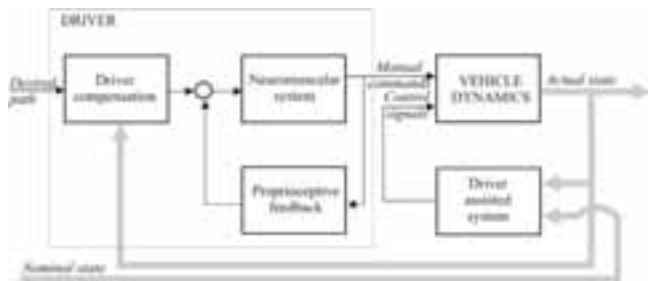 DRIVER
Desired
path
Driver
compensation
Neuromuscular
system
Manual
commands
Control
signals
VEHICLE
DYNAMICS
Actual state
Proprioceptive
feedback
Driver
assisted
system
Nominal state